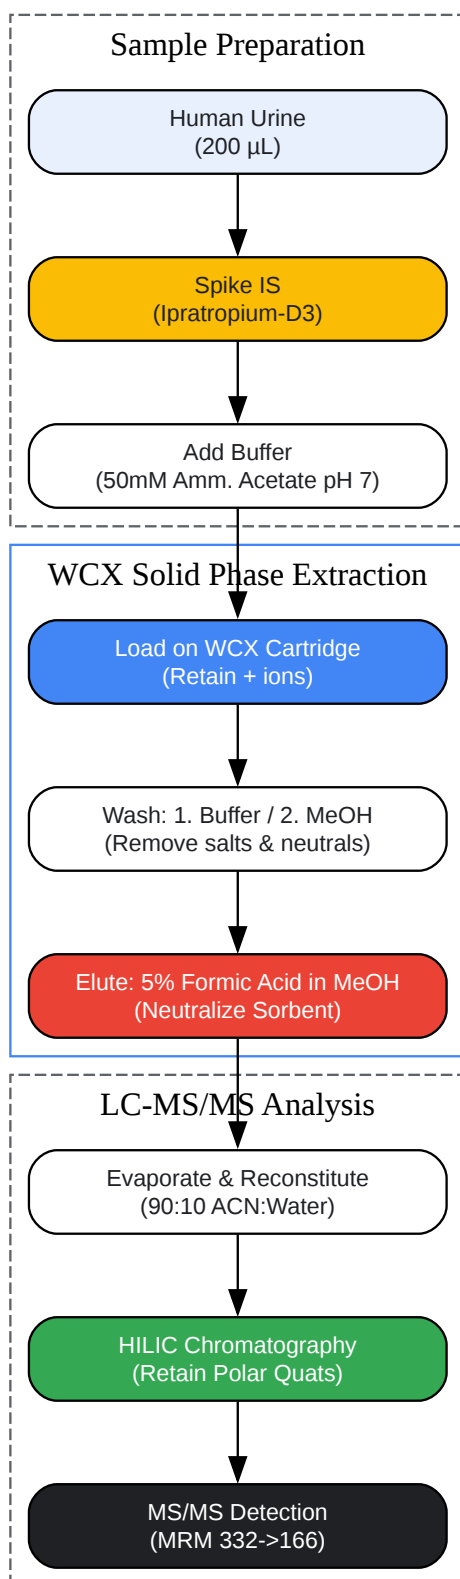 Sample Preparation
Human Urine
(200 µL)
Spike IS
(Ipratropium-D3)
Add Buffer
(50mM Amm. Acetate pH 7)
WCX Solid Phase Extraction
Load on WCX Cartridge
(Retain + ions)
Wash: 1. Buffer / 2. MeOH
(Remove salts & neutrals)
Elute: 5% Formic Acid in MeOH
(Neutralize Sorbent)
LC-MS/MS Analysis
Evaporate & Reconstitute
(90:10 ACN:Water)
HILIC Chromatography
(Retain Polar Quats)
MS/MS Detection
(MRM 332->166)